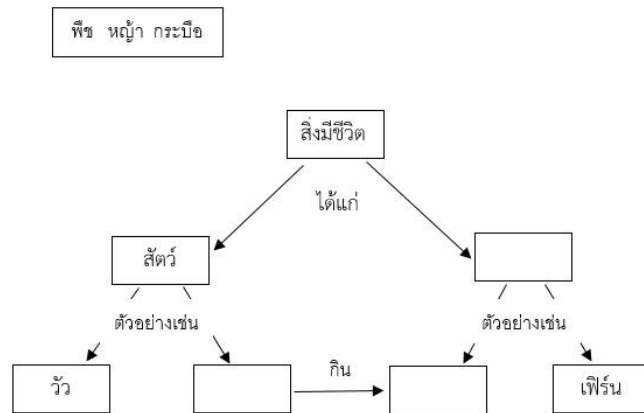 พืช หญ้า กระบือ
สิ่งมีชีวิต
ได้แก่
สัตว์
ตัวอย่างเช่น ตัวอย่างเช่น
วัว กิน เฟิร์น